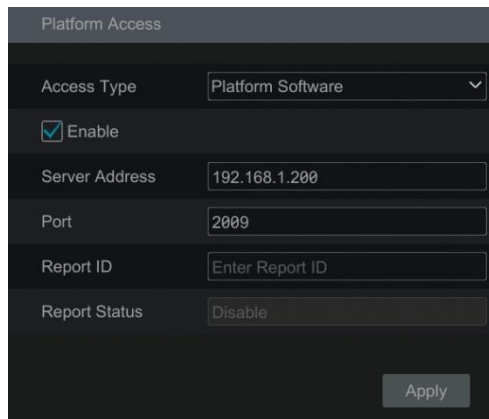 Platform Access
Access Type Platform Software
Enable
Server Address 192.168.1.200
Port 2009
Report ID Enter Report ID
Report Status Disable
Apply